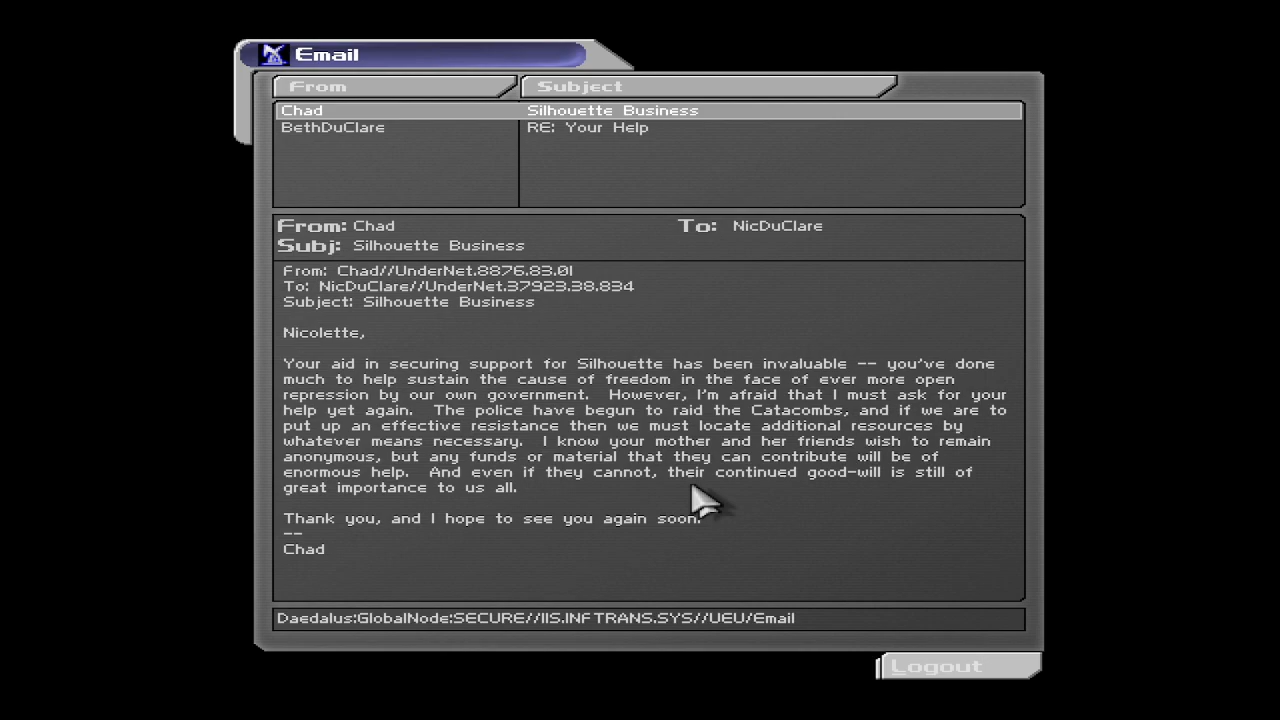 Email
From Subject
Chad Silhouette Business
BethDuClare RE: Your Help
From: Chad To: NicDuClare
Subj: Silhouette Business
From: Chad//UnderNet.8876.83.01
To: NicDuClare//UnderNet.37923.38.834
Subject: Silhouette Business
Nicolette,
Your aid in securing support for Silhouette has been invaluable -- you've done
much to help sustain the cause of freedom in the face of ever more open
repression by our own government.  However, I'm afraid that I must ask for your
help yet again.  The police have begun to raid the Catacombs, and if we are to
put up an effective resistance then we must locate additional resources by
whatever means necessary.  I know your mother and her friends wish to remain
anonymous, but any funds or material that they can contribute will be of
enormous help.  And even if they cannot, their continued good-will is still of
great importance to us all.
Thank you, and I hope to see you again soon.
--
Chad
Daedalus:GlobalNode:SECURE//IIS.INFTRANS.SYS//UEU/Email
Logout